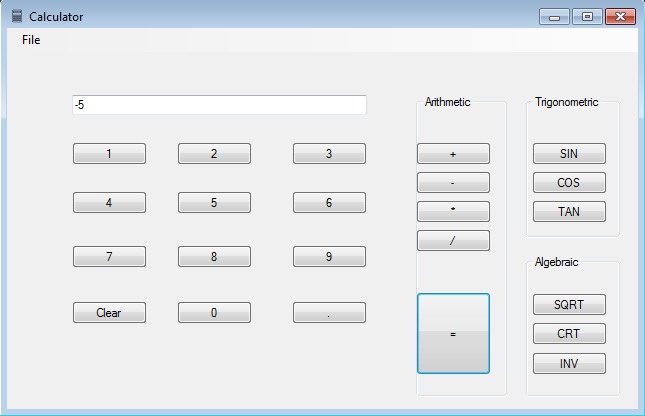 Calculator
File
-5
Arithmetic
Trigonometric
1 2 3 + SIN
- COS
4 5 6 * TAN
/
7 8 9
Algebraic
Clear 0 . SQRT
= CRT
INV